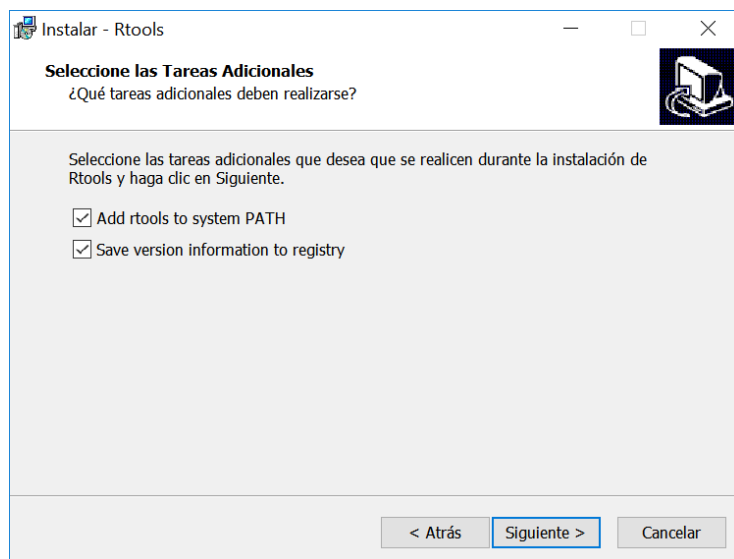 Instalar - Rtools
Seleccione las Tareas Adicionales
¿Qué tareas adicionales deben realizarse?
Seleccione las tareas adicionales que desea que se realicen durante la instalación de
Rtools y haga clic en Siguiente.
Add rtools to system PATH
Save version information to registry
< Atrás
Siguiente >
Cancelar